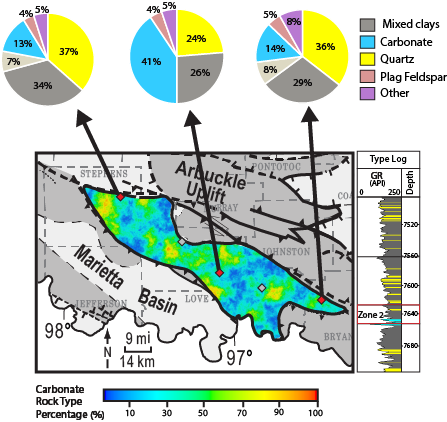 4% 5%
13%
37%
7%
34%
4% 5%
24%
41%
26%
5% 8%
14%
36%
8%
29%
Mixed clays
Carbonate
Quartz
Plag Feldspar
Other
STEPHENS
Arbuckle
Uplift
PONTOTOC
JOHNSTON
Marietta
Basin
JEFFERSON
LOVE
BRYAN
98°
97°
N
9 mi
14 km
Type Log
GR
(API)
0 250
Depth
7520
7560
7600
Zone 2
7640
7680
Carbonate
Rock Type
Percentage (%)
10 30 50 70 90 100